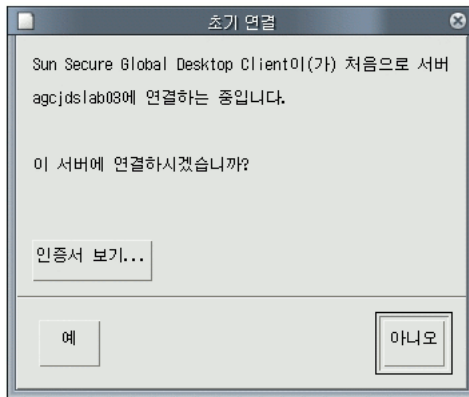 초기 연결
Sun Secure Global Desktop Client이(가) 처음으로 서버
agcjdslab03에 연결하는 중입니다.
이 서버에 연결하시겠습니까?
인증서 보기...
예
아니오